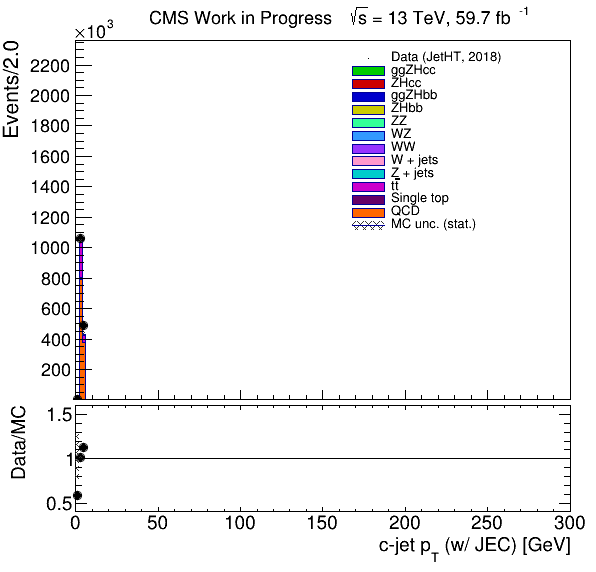 CMS Work in Progress √s = 13 TeV, 59.7 fb⁻¹
×10³
Events/2.0
2200
2000
1800
1600
1400
1200
1000
800
600
400
200
Data (JetHT, 2018)
ggZHcc
ZHcc
ggZHbb
ZHbb
ZZ
WZ
WW
W + jets
Z + jets
tt̅
Single top
QCD
MC unc. (stat.)
Data/MC
1.5
1
0.5
0 50 100 150 200 250 300
c-jet p_T (w/ JEC) [GeV]